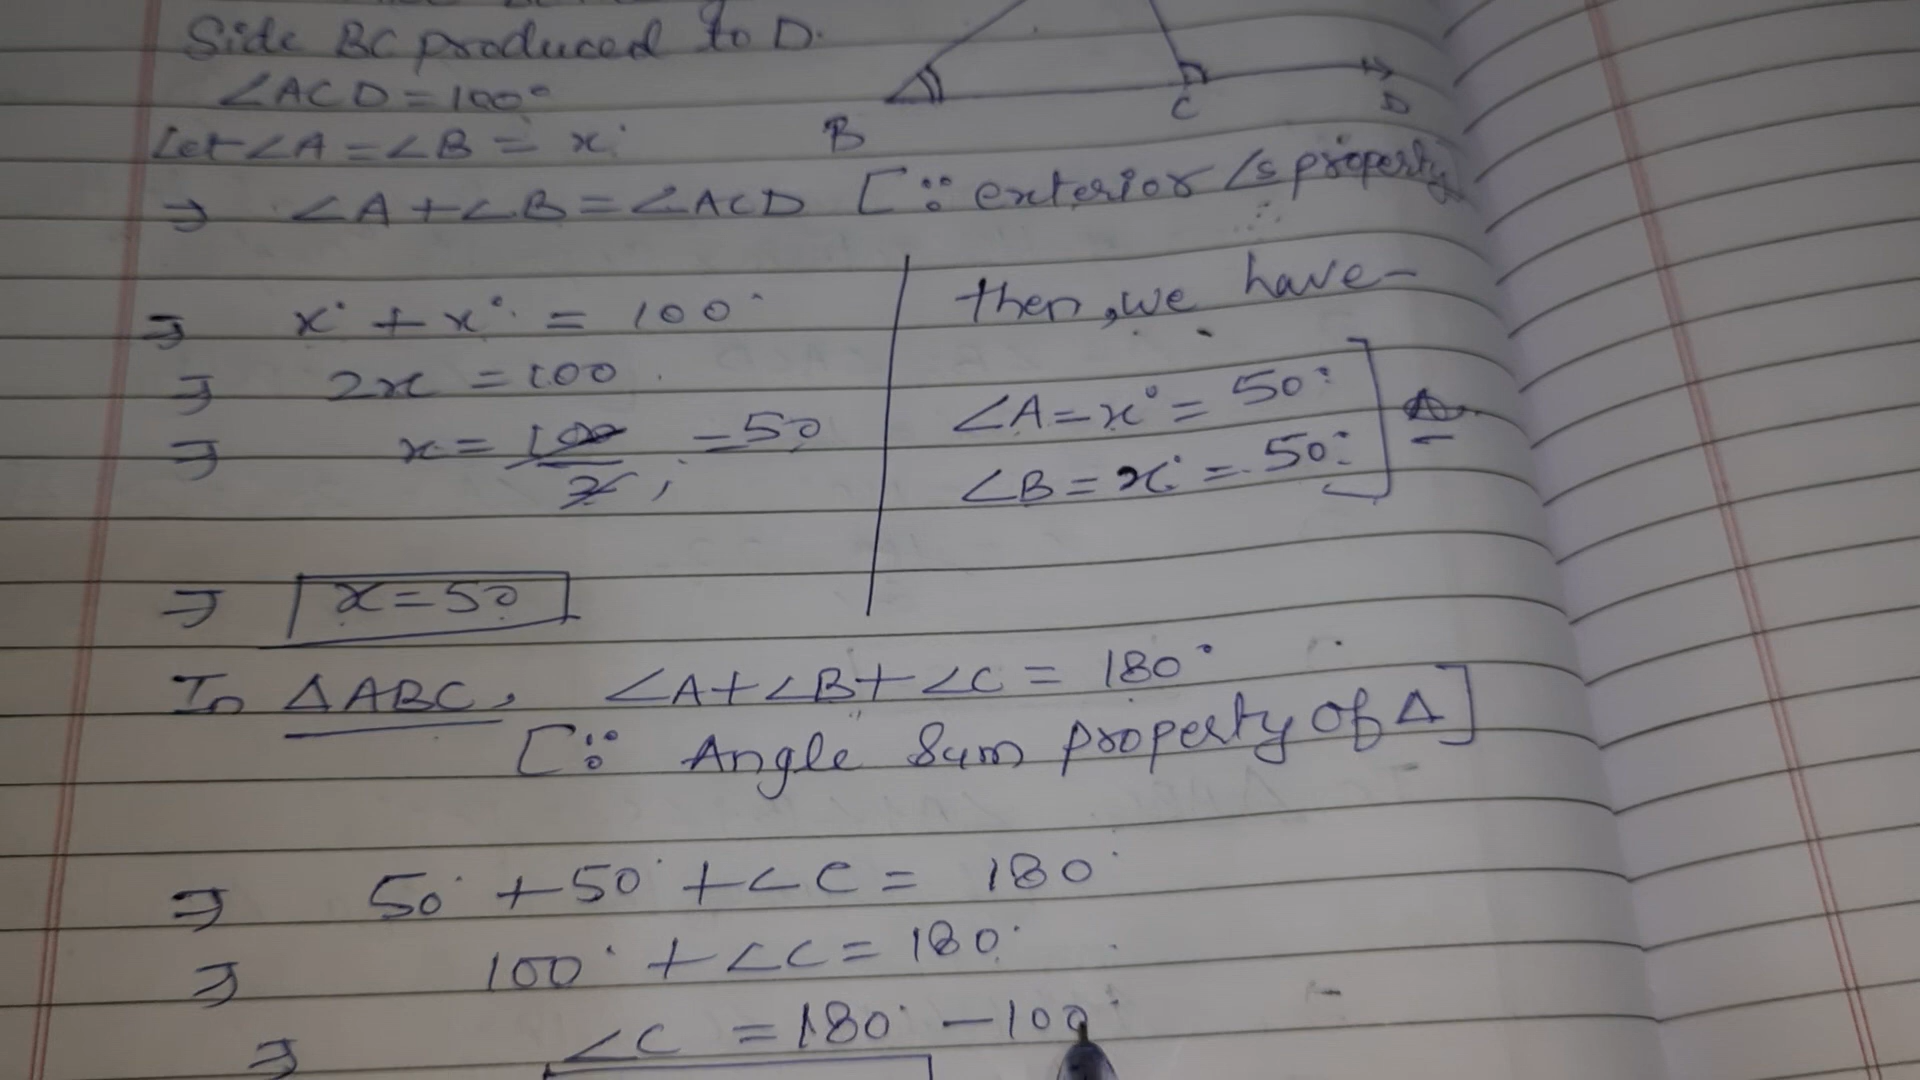 Side BC produced to D.
∠ACD = 100°
Let ∠A = ∠B = x°
⇒ ∠A + ∠B = ∠ACD [∵ exterior ∠s property
B
C
D
⇒ x° + x° = 100°
⇒ 2x = 100
⇒ x = 100/2 = 50
⇒ x = 50
then, we have -
∠A = x° = 50°
∠B = x° = 50°
In ΔABC, ∠A + ∠B + ∠C = 180°
[∵ Angle Sum property of Δ]
⇒ 50° + 50° + ∠C = 180°
⇒ 100° + ∠C = 180°
⇒ ∠C = 180° - 100°